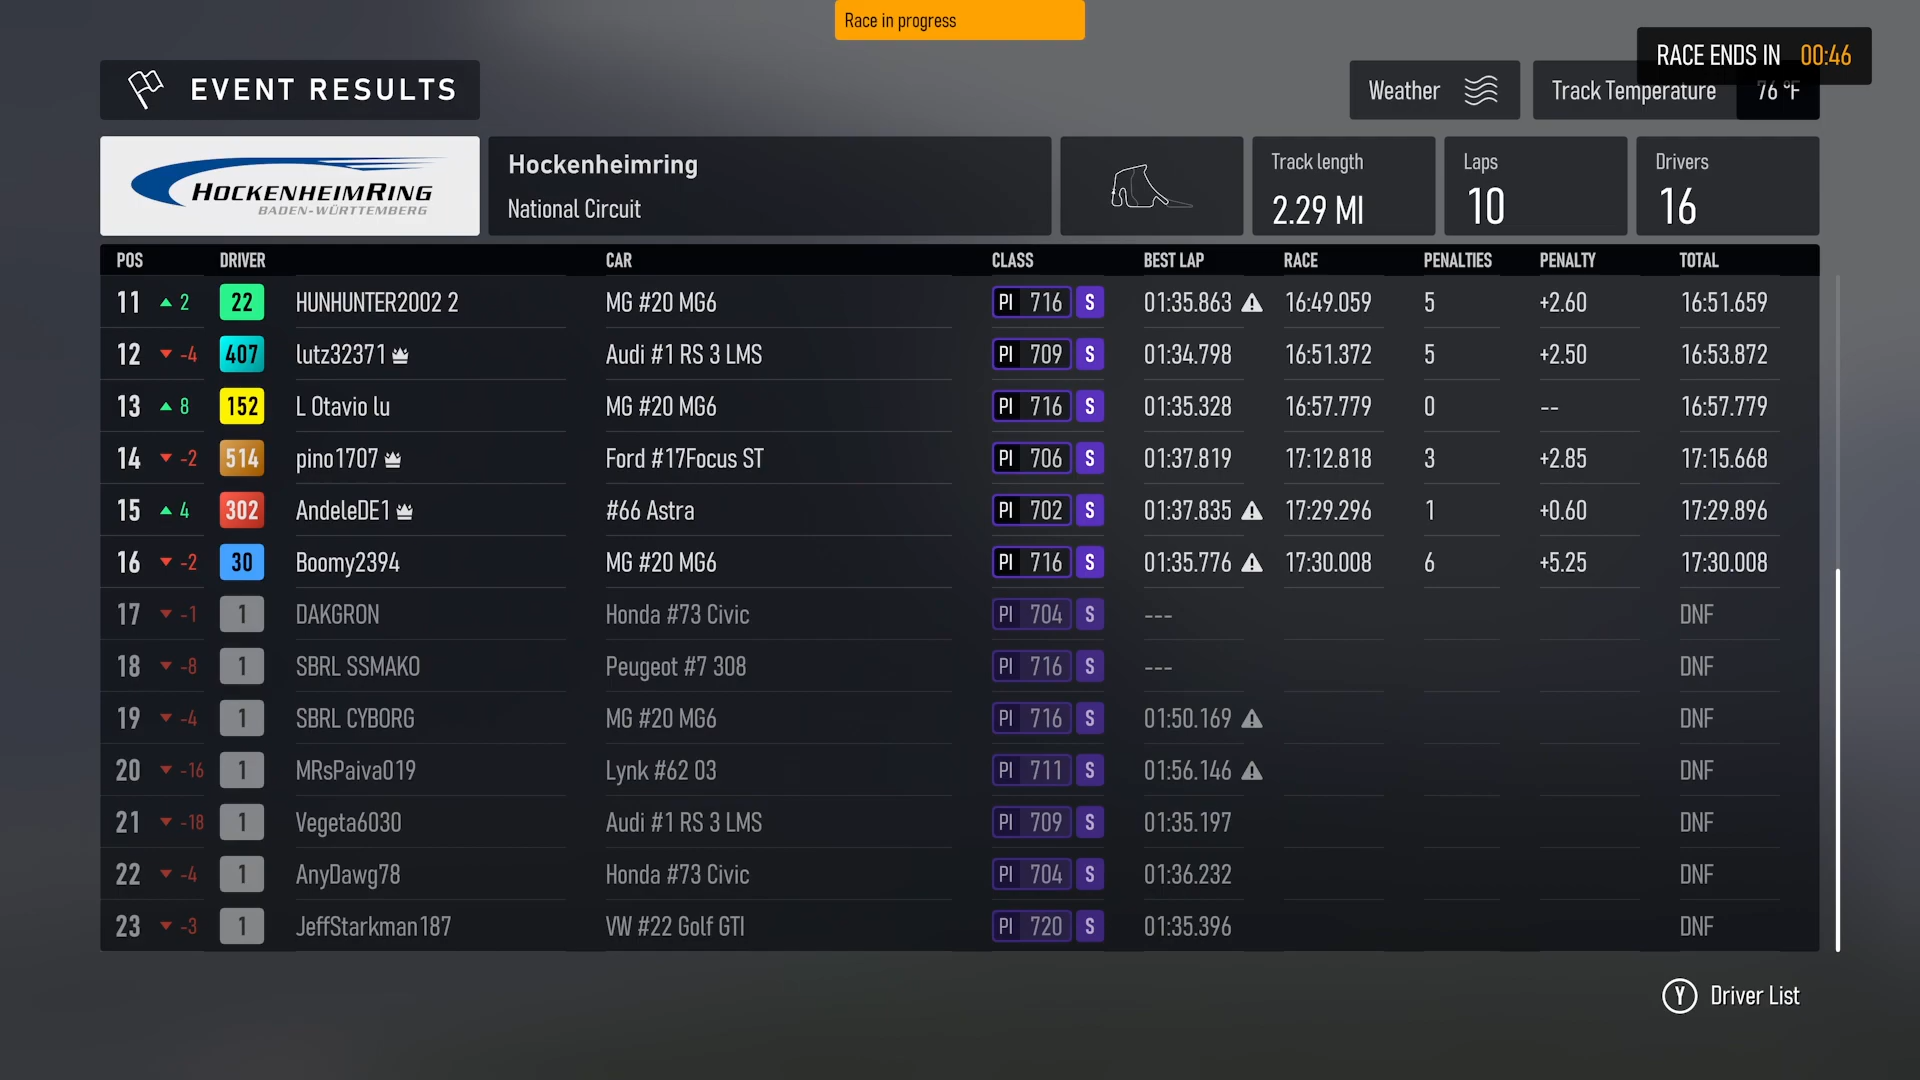 Race in progress
RACE ENDS IN 00:46
EVENT RESULTS
Weather
Track Temperature 76 °F
HOCKENHEIMRING
BADEN-WÜRTTEMBERG
Hockenheimring
National Circuit
Track length
2.29 MI
Laps
10
Drivers
16
POS DRIVER CAR CLASS BEST LAP RACE PENALTIES PENALTY TOTAL
11 2 22 HUNHUNTER2002 2 MG #20 MG6 PI 716 S 01:35.863 16:49.059 5 +2.60 16:51.659
12 -4 407 lutz32371 Audi #1 RS 3 LMS PI 709 S 01:34.798 16:51.372 5 +2.50 16:53.872
13 8 152 L Otavio lu MG #20 MG6 PI 716 S 01:35.328 16:57.779 0 -- 16:57.779
14 -2 514 pino1707 Ford #17Focus ST PI 706 S 01:37.819 17:12.818 3 +2.85 17:15.668
15 4 302 AndeleDE1 #66 Astra PI 702 S 01:37.835 17:29.296 1 +0.60 17:29.896
16 -2 30 Boomy2394 MG #20 MG6 PI 716 S 01:35.776 17:30.008 6 +5.25 17:30.008
17 -1 1 DAKGRON Honda #73 Civic PI 704 S --- DNF
18 -8 1 SBRL SSMAKO Peugeot #7 308 PI 716 S --- DNF
19 -4 1 SBRL CYBORG MG #20 MG6 PI 716 S 01:50.169 DNF
20 -16 1 MRsPaiva019 Lynk #62 03 PI 711 S 01:56.146 DNF
21 -18 1 Vegeta6030 Audi #1 RS 3 LMS PI 709 S 01:35.197 DNF
22 -4 1 AnyDawg78 Honda #73 Civic PI 704 S 01:36.232 DNF
23 -3 1 JeffStarkman187 VW #22 Golf GTI PI 720 S 01:35.396 DNF
Y Driver List